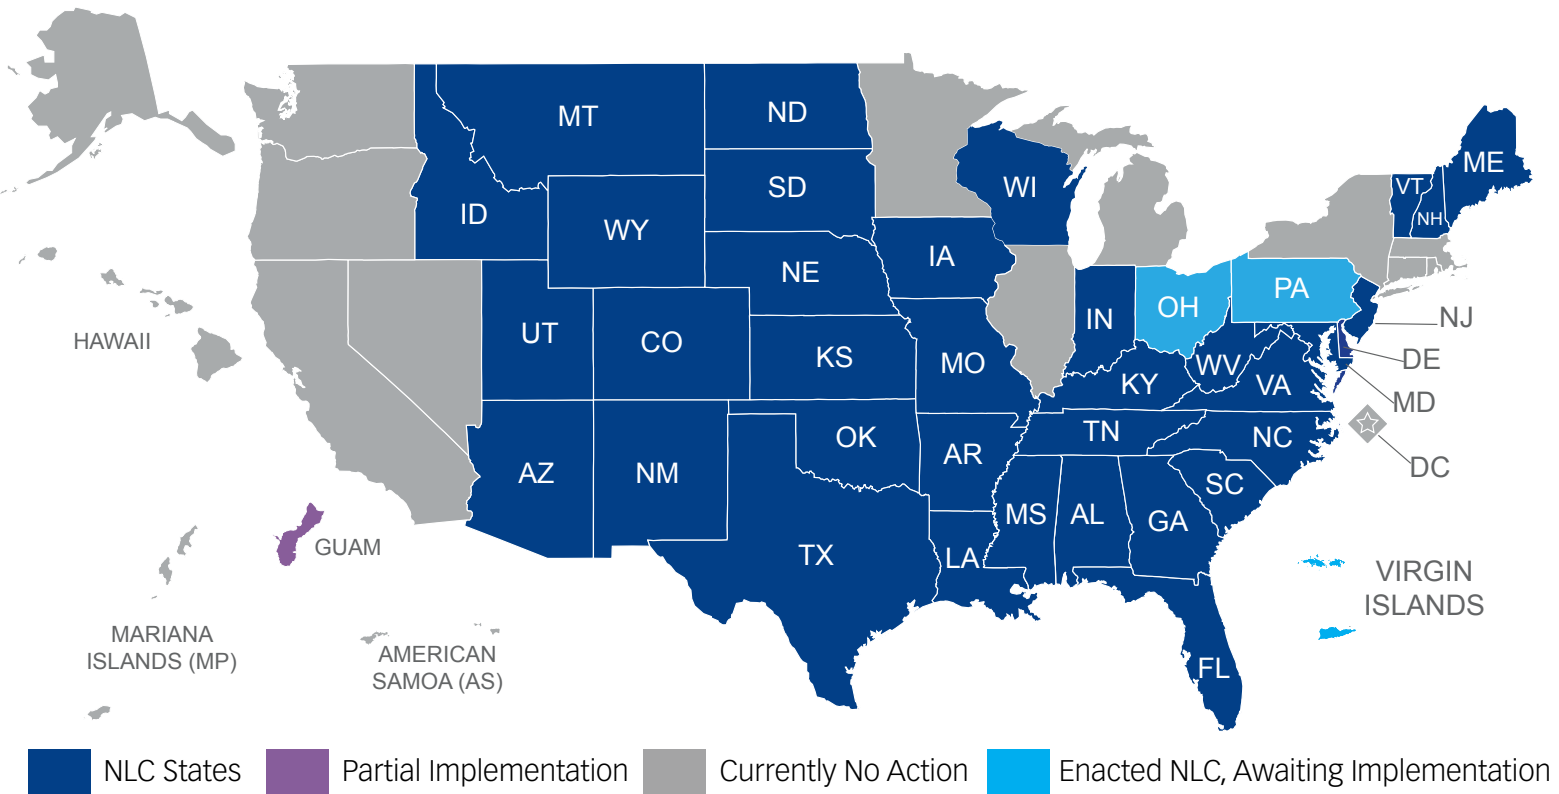 MT
ND
ME
VT
NH
SD
WI
ID
WY
IA
NE
PA
OH
NJ
IN
UT
CO
HAWAII
KS
MO
DE
WV
KY
VA
MD
TN
OK
NC
AR
DC
AZ
NM
SC
MS
AL
GA
GUAM
TX
LA
VIRGIN
ISLANDS
MARIANA
ISLANDS (MP)
AMERICAN
SAMOA (AS)
FL
NLC States
Partial Implementation
Currently No Action
Enacted NLC, Awaiting Implementation